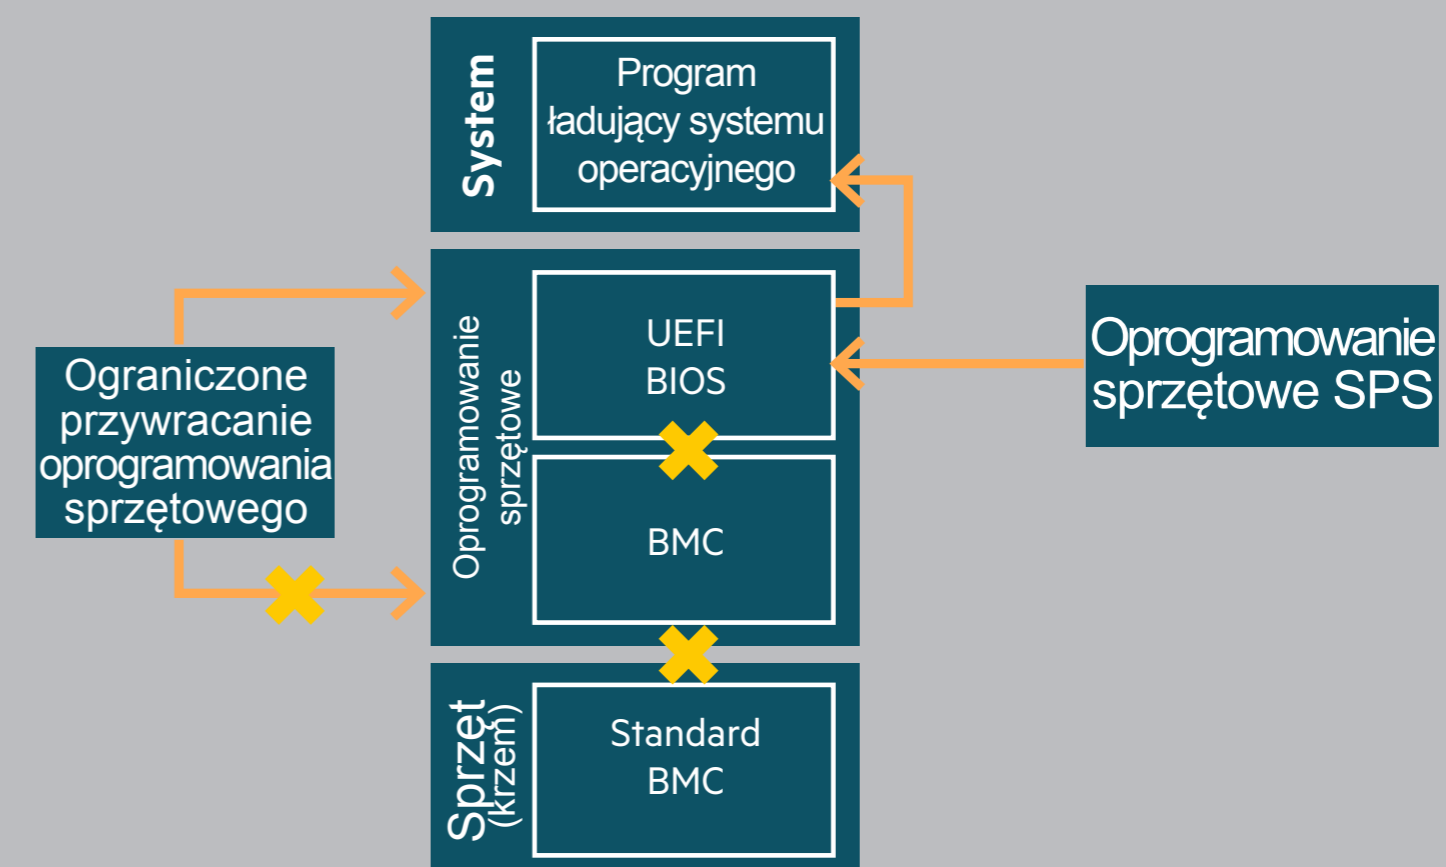 System
Program
ładujący systemu
operacyjnego
Ograniczone
przywracanie
oprogramowania
sprzętowego
Oprogramowanie
sprzętowe
UEFI
BIOS
BMC
Oprogramowanie
sprzętowe SPS
Sprzęt
(krzem)
Standard
BMC